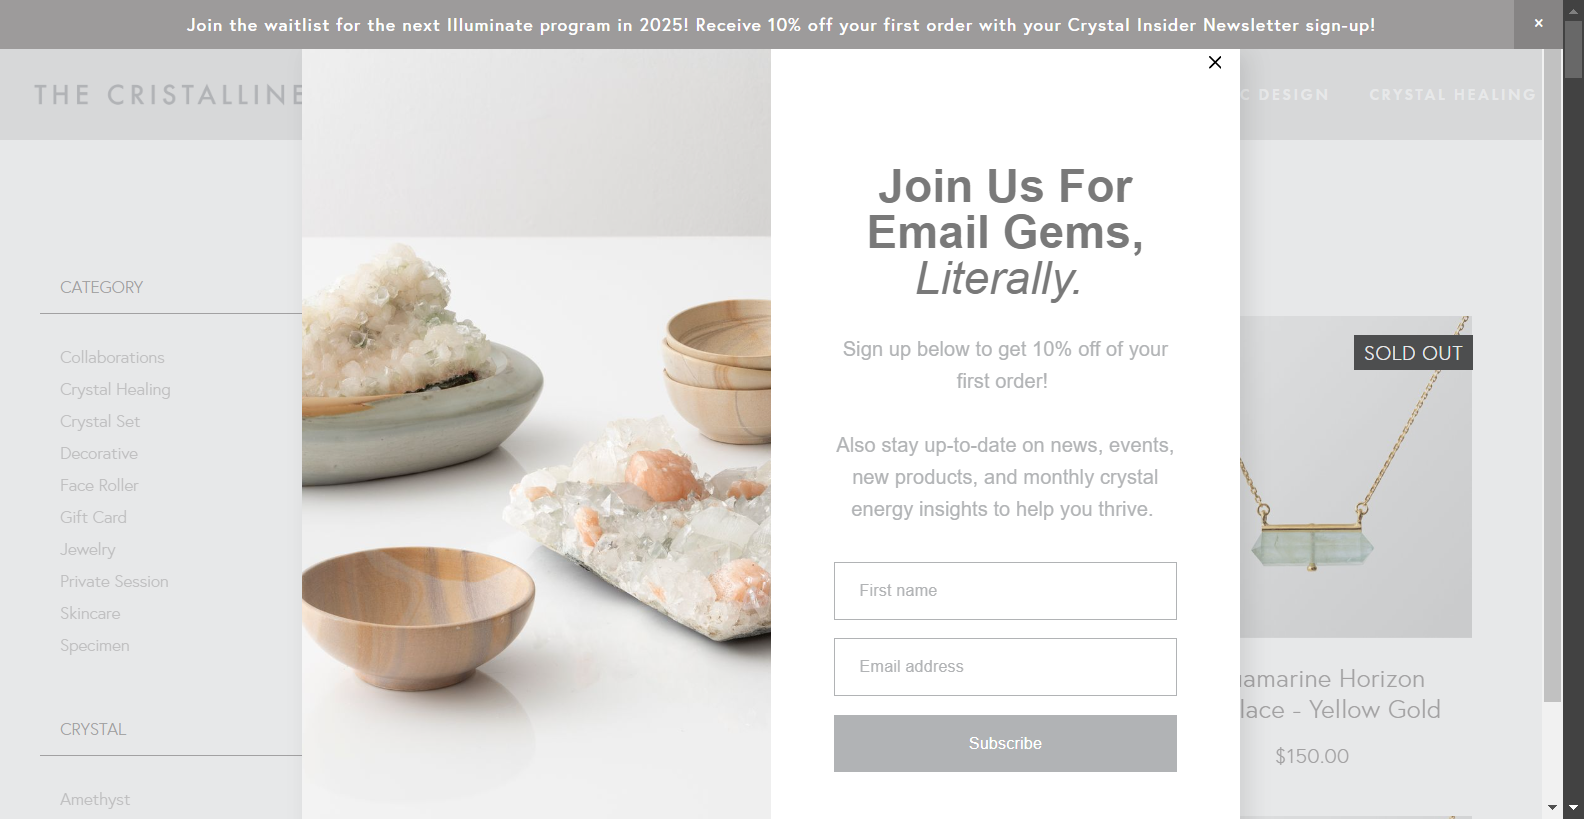 Join the waitlist for the next Illuminate program in 2025! Receive 10% off your first order with your Crystal Insider Newsletter sign-up!
THE CRISTALLINE
DESIGN
CRYSTAL HEALING
Join Us For
Email Gems,
Literally.
Sign up below to get 10% off of your
first order!
Also stay up-to-date on news, events,
new products, and monthly crystal
energy insights to help you thrive.
First name
Email address
Subscribe
CATEGORY
Collaborations
Crystal Healing
Crystal Set
Decorative
Face Roller
Gift Card
Jewelry
Private Session
Skincare
Specimen
CRYSTAL
Amethyst
SOLD OUT
Horizon
- Yellow Gold
$150.00